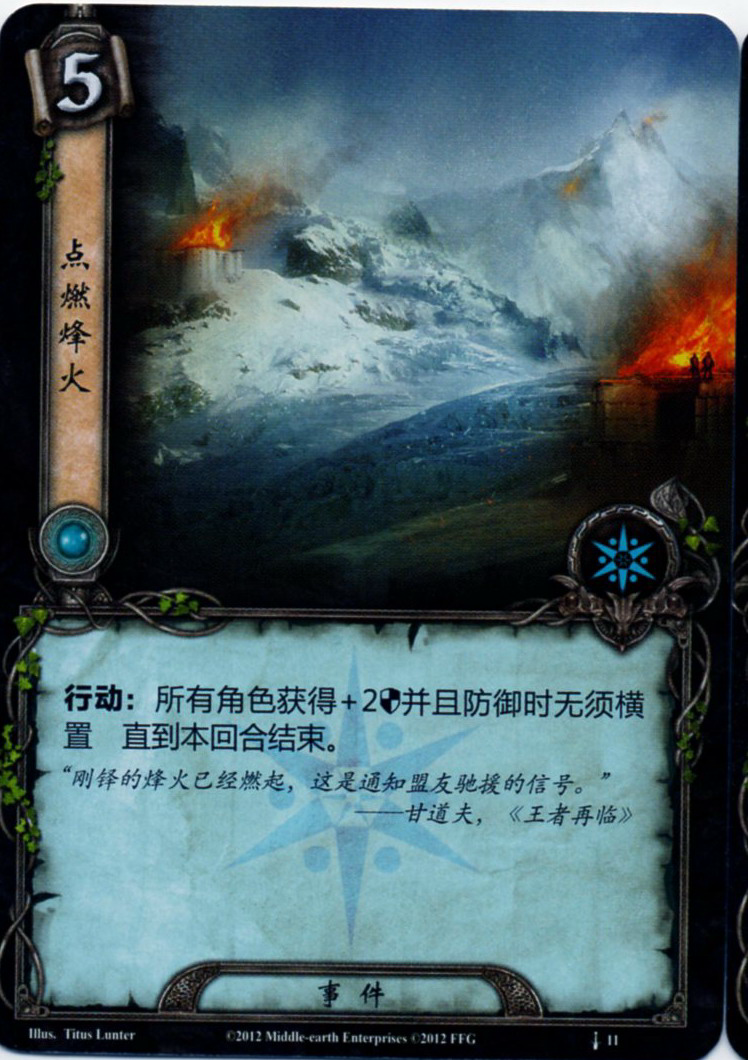 5
点燃烽火
行动： 所有角色获得+2并且防御时无须横
置 直到本回合结束。
“刚铎的烽火已经燃起，这是通知盟友驰援的信号。”
——甘道夫，《王者再临》
事件
Illus. Titus Lunter
©2012 Middle-earth Enterprises ©2012 FFG
11